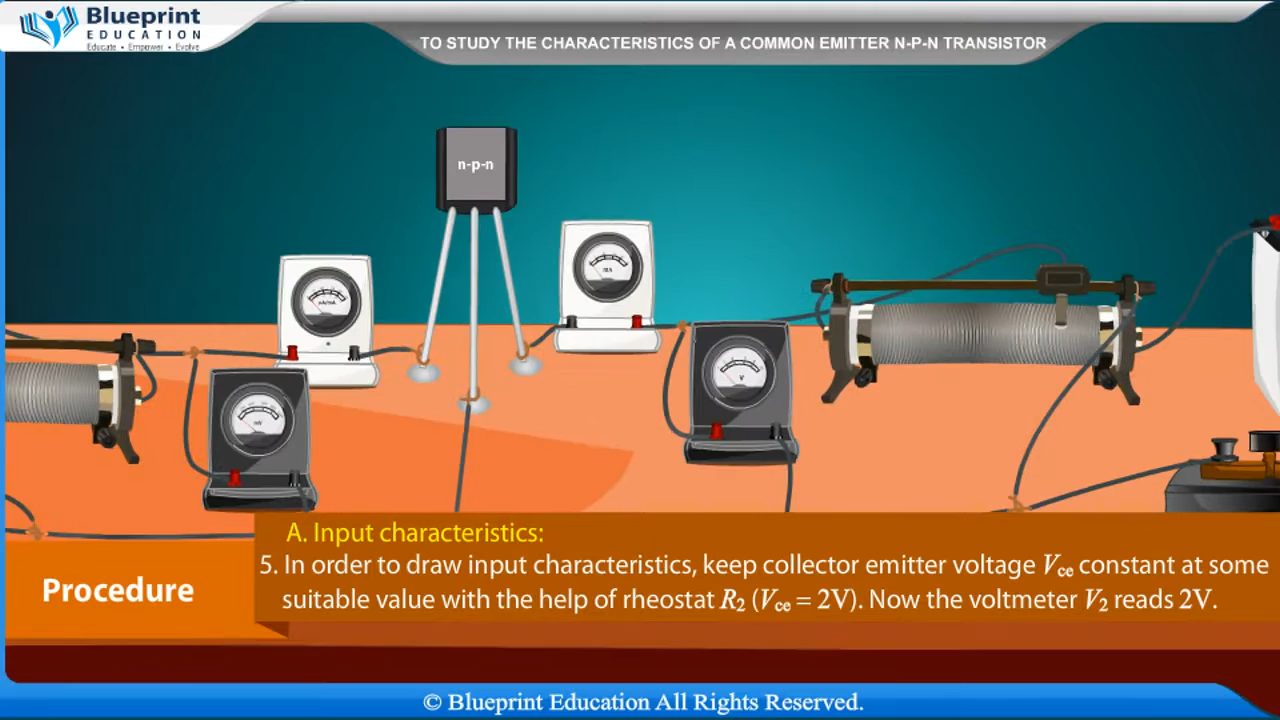 Blueprint
EDUCATION
Educate • Empower • Evolve
TO STUDY THE CHARACTERISTICS OF A COMMON EMITTER N-P-N TRANSISTOR
n-p-n
mA
V
mV
A. Input characteristics:
5. In order to draw input characteristics, keep collector emitter voltage Vce constant at some
suitable value with the help of rheostat R2 (Vce = 2V). Now the voltmeter V2 reads 2V.
Procedure
© Blueprint Education All Rights Reserved.